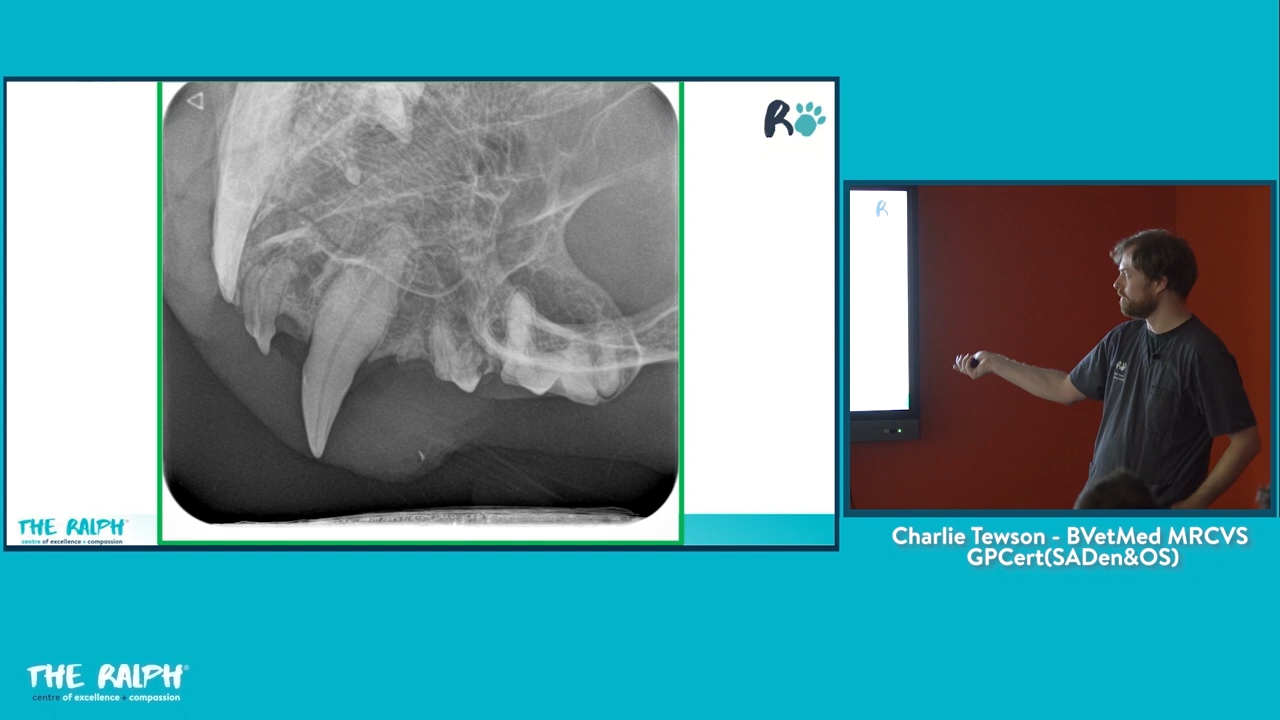 R
THE RALPH®
centre of excellence + compassion
R
Charlie Tewson - BVetMed MRCVS
GPCert(SADen&OS)
THE RALPH®
centre of excellence + compassion